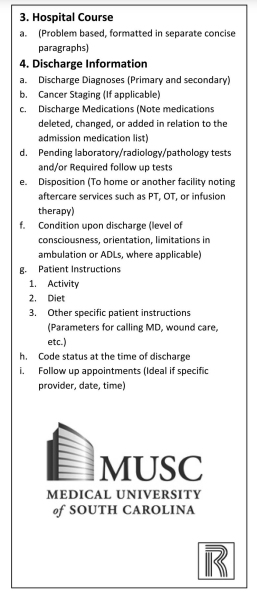 3. Hospital Course
a. (Problem based, formatted in separate concise
paragraphs)
4. Discharge Information
a. Discharge Diagnoses (Primary and secondary)
b. Cancer Staging (If applicable)
c. Discharge Medications (Note medications
deleted, changed, or added in relation to the
admission medication list)
d. Pending laboratory/radiology/pathology tests
and/or Required follow up tests
e. Disposition (To home or another facility noting
aftercare services such as PT, OT, or infusion
therapy)
f. Condition upon discharge (level of
consciousness, orientation, limitations in
ambulation or ADLs, where applicable)
g. Patient Instructions
1. Activity
2. Diet
3. Other specific patient instructions
(Parameters for calling MD, wound care,
etc.)
h. Code status at the time of discharge
i. Follow up appointments (Ideal if specific
provider, date, time)
MUSC
MEDICAL UNIVERSITY
of SOUTH CAROLINA
R